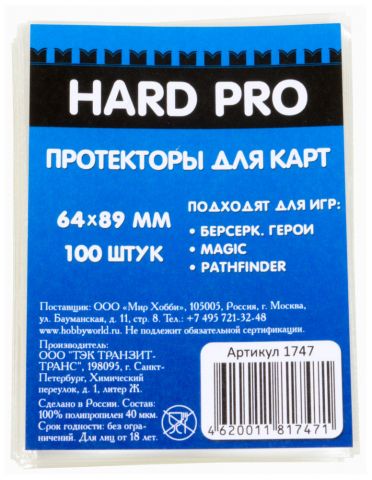 HARD PRO
ПРОТЕКТОРЫ ДЛЯ КАРТ
64×89 ММ
100 ШТУК
ПОДХОДЯТ ДЛЯ ИГР:
• БЕРСЕРК. ГЕРОИ
• MAGIC
• PATHFINDER
Поставщик: ООО «Мир Хобби», 105005, Россия, г. Москва,
ул. Бауманская, д. 11, стр. 8. Тел.: +7 495 721-32-48
www.hobbyworld.ru. Не подлежит обязательной сертификации.
Производитель:
ООО "ТЭК ТРАНЗИТ-
ТРАНС", 198095, г. Санкт-
Петербург, Химический
переулок, д. 1, литер Ж.
Сделано в России. Состав:
100% полипропилен 40 мкм.
Срок годности: без огра-
ничений. Для лиц от 18 лет.
Артикул 1747
4620011817471